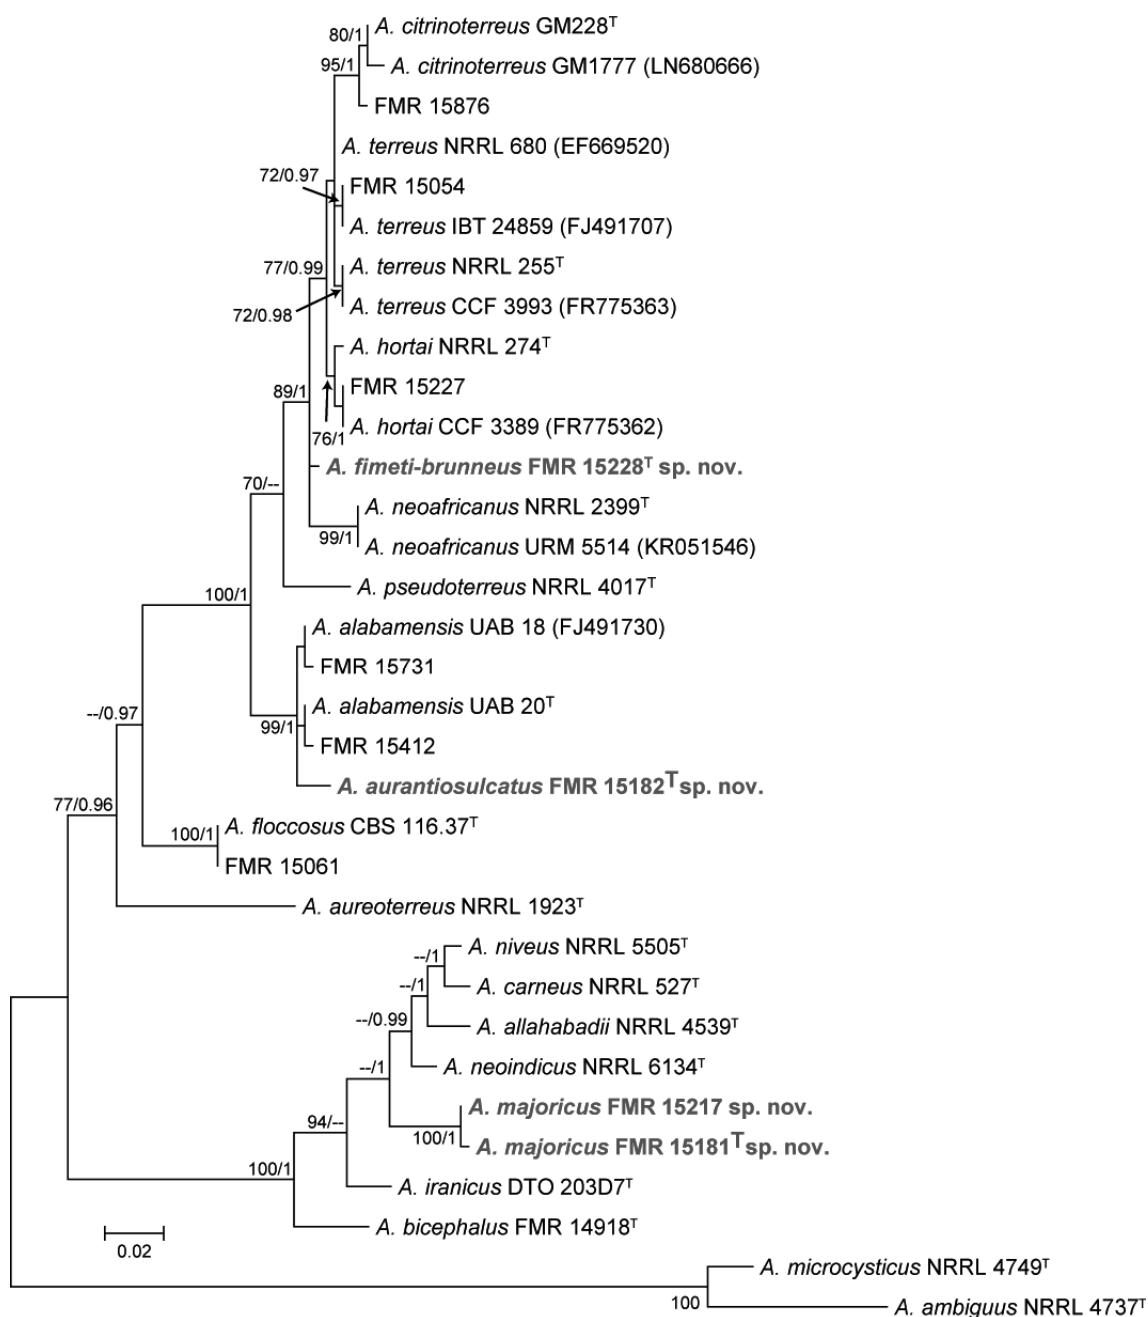 80/1
A. citrinoterreus GM228ᵀ
95/1
A. citrinoterreus GM1777 (LN680666)
FMR 15876
A. terreus NRRL 680 (EF669520)
72/0.97
FMR 15054
A. terreus IBT 24859 (FJ491707)
77/0.99
A. terreus NRRL 255ᵀ
72/0.98
A. terreus CCF 3993 (FR775363)
A. hortai NRRL 274ᵀ
89/1
FMR 15227
76/1
A. hortai CCF 3389 (FR775362)
A. fimeti-brunneus FMR 15228ᵀ sp. nov.
70/--
A. neoafricanus NRRL 2399ᵀ
99/1
A. neoafricanus URM 5514 (KR051546)
A. pseudoterreus NRRL 4017ᵀ
100/1
A. alabamensis UAB 18 (FJ491730)
FMR 15731
A. alabamensis UAB 20ᵀ
--/0.97
99/1
FMR 15412
A. aurantiosulcatus FMR 15182ᵀ sp. nov.
77/0.96
100/1
A. floccosus CBS 116.37ᵀ
FMR 15061
A. aureoterreus NRRL 1923ᵀ
--/1
A. niveus NRRL 5505ᵀ
--/1
A. carneus NRRL 527ᵀ
--/0.99
A. allahabadii NRRL 4539ᵀ
--/1
A. neoindicus NRRL 6134ᵀ
A. majoricus FMR 15217 sp. nov.
94/--
100/1
A. majoricus FMR 15181ᵀ sp. nov.
100/1
A. iranicus DTO 203D7ᵀ
A. bicephalus FMR 14918ᵀ
0.02
A. microcysticus NRRL 4749ᵀ
100
A. ambiguus NRRL 4737ᵀ